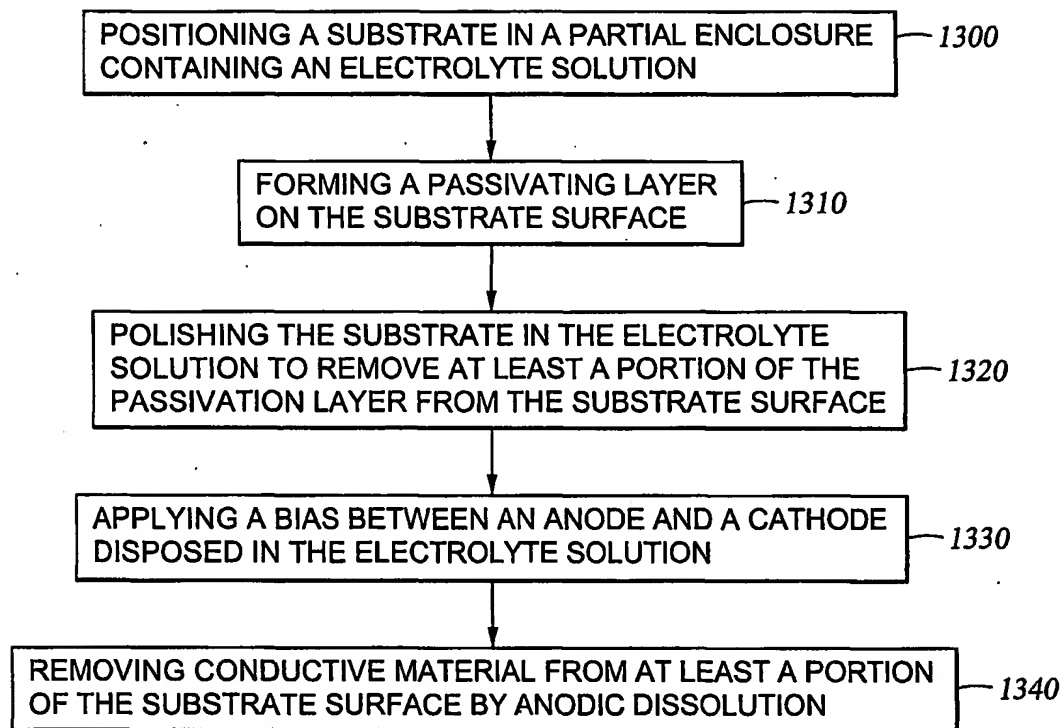 POSITIONING A SUBSTRATE IN A PARTIAL ENCLOSURE
CONTAINING AN ELECTROLYTE SOLUTION
1300
FORMING A PASSIVATING LAYER
ON THE SUBSTRATE SURFACE
1310
POLISHING THE SUBSTRATE IN THE ELECTROLYTE
SOLUTION TO REMOVE AT LEAST A PORTION OF THE
PASSIVATION LAYER FROM THE SUBSTRATE SURFACE
1320
APPLYING A BIAS BETWEEN AN ANODE AND A CATHODE
DISPOSED IN THE ELECTROLYTE SOLUTION
1330
REMOVING CONDUCTIVE MATERIAL FROM AT LEAST A PORTION
OF THE SUBSTRATE SURFACE BY ANODIC DISSOLUTION
1340